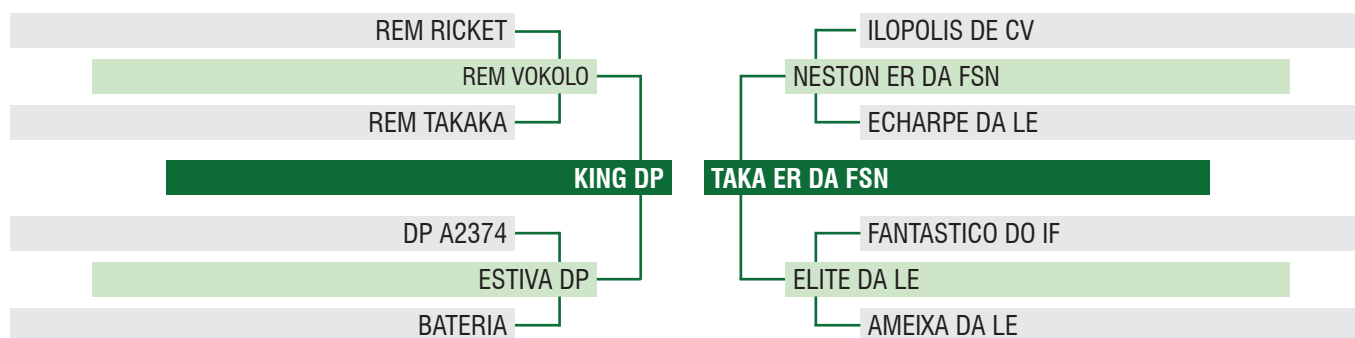 REM RICKET
ILOPOLIS DE CV
REM VOKOLO
NESTON ER DA FSN
REM TAKAKA
ECHARPE DA LE
KING DP
TAKA ER DA FSN
DP A2374
FANTASTICO DO IF
ESTIVA DP
ELITE DA LE
BATERIA
AMEIXA DA LE